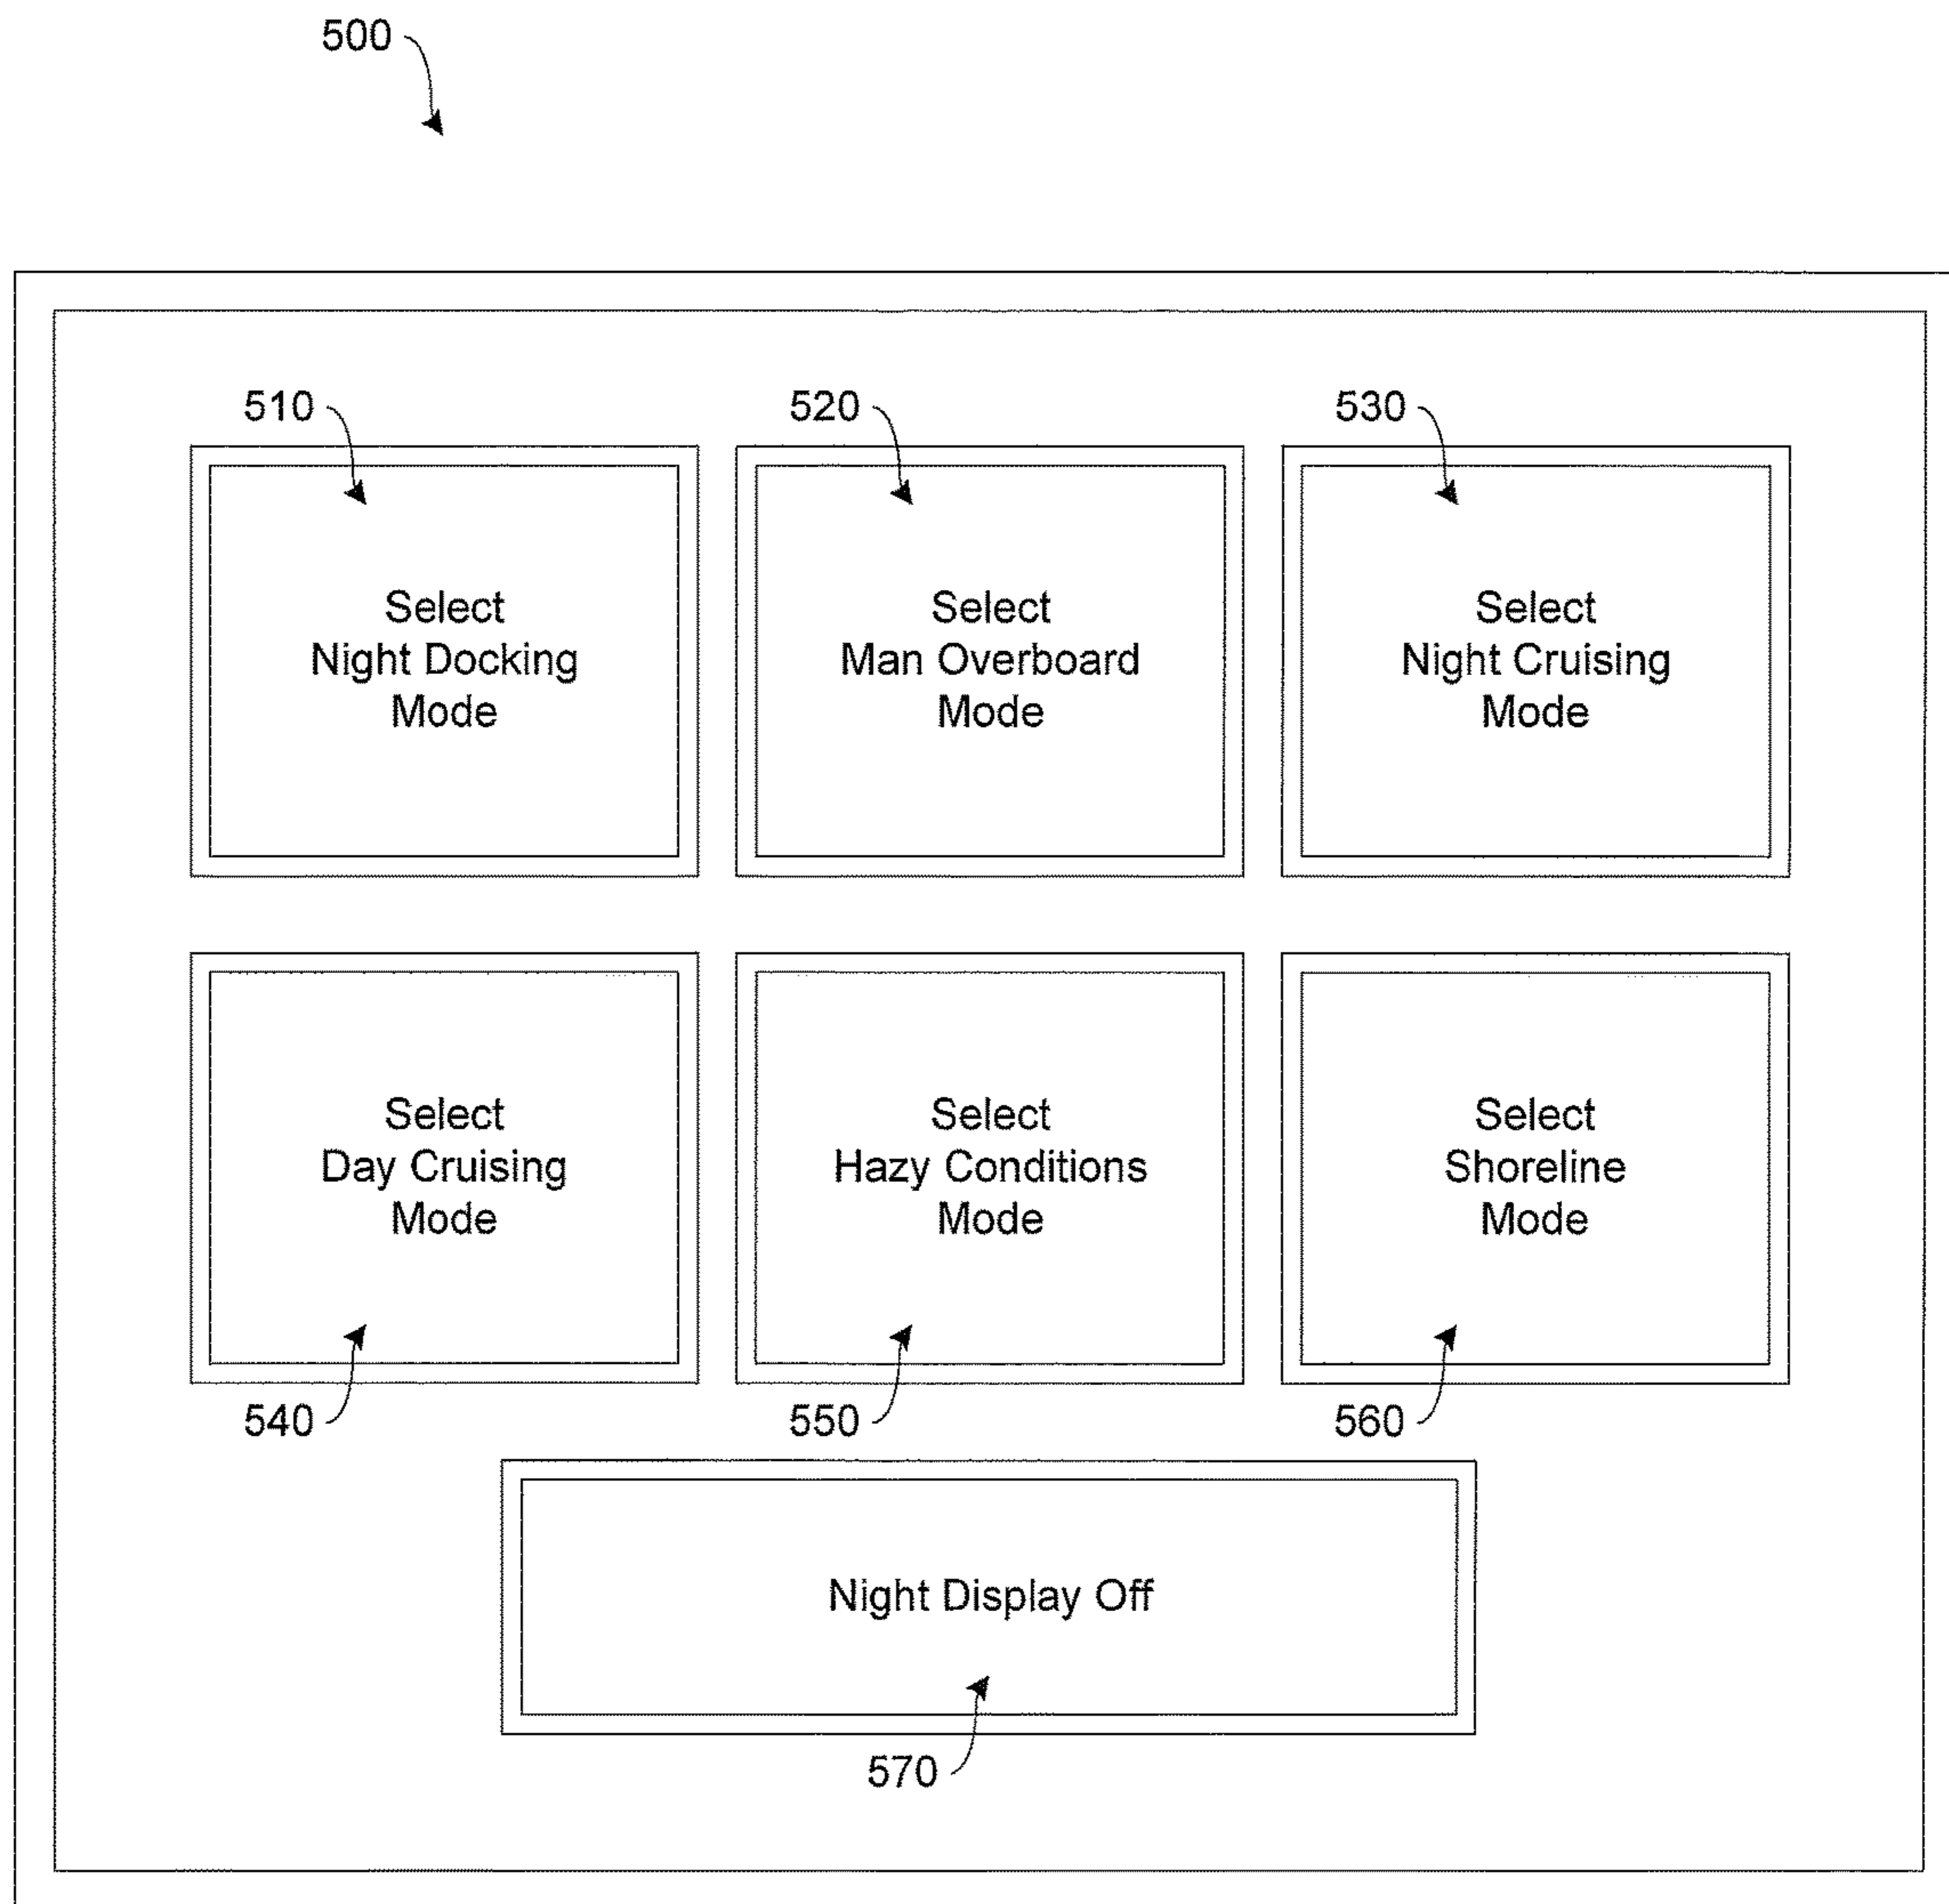 500
510
520
530
Select
Night Docking
Mode
Select
Man Overboard
Mode
Select
Night Cruising
Mode
Select
Day Cruising
Mode
Select
Hazy Conditions
Mode
Select
Shoreline
Mode
540
550
560
Night Display Off
570